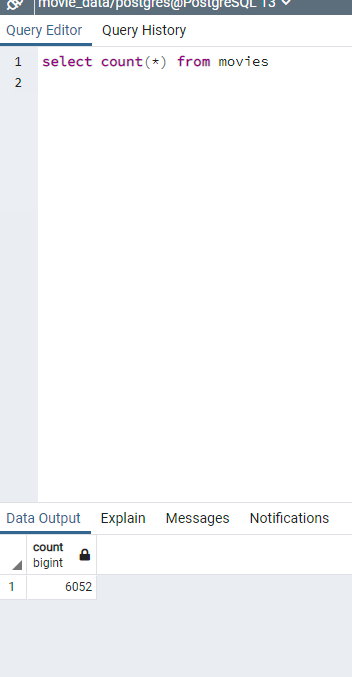 movie_data/postgres@PostgreSQL 13
Query Editor Query History
1 select count(*) from movies
2
Data Output Explain Messages Notifications
count
bigint
1 6052